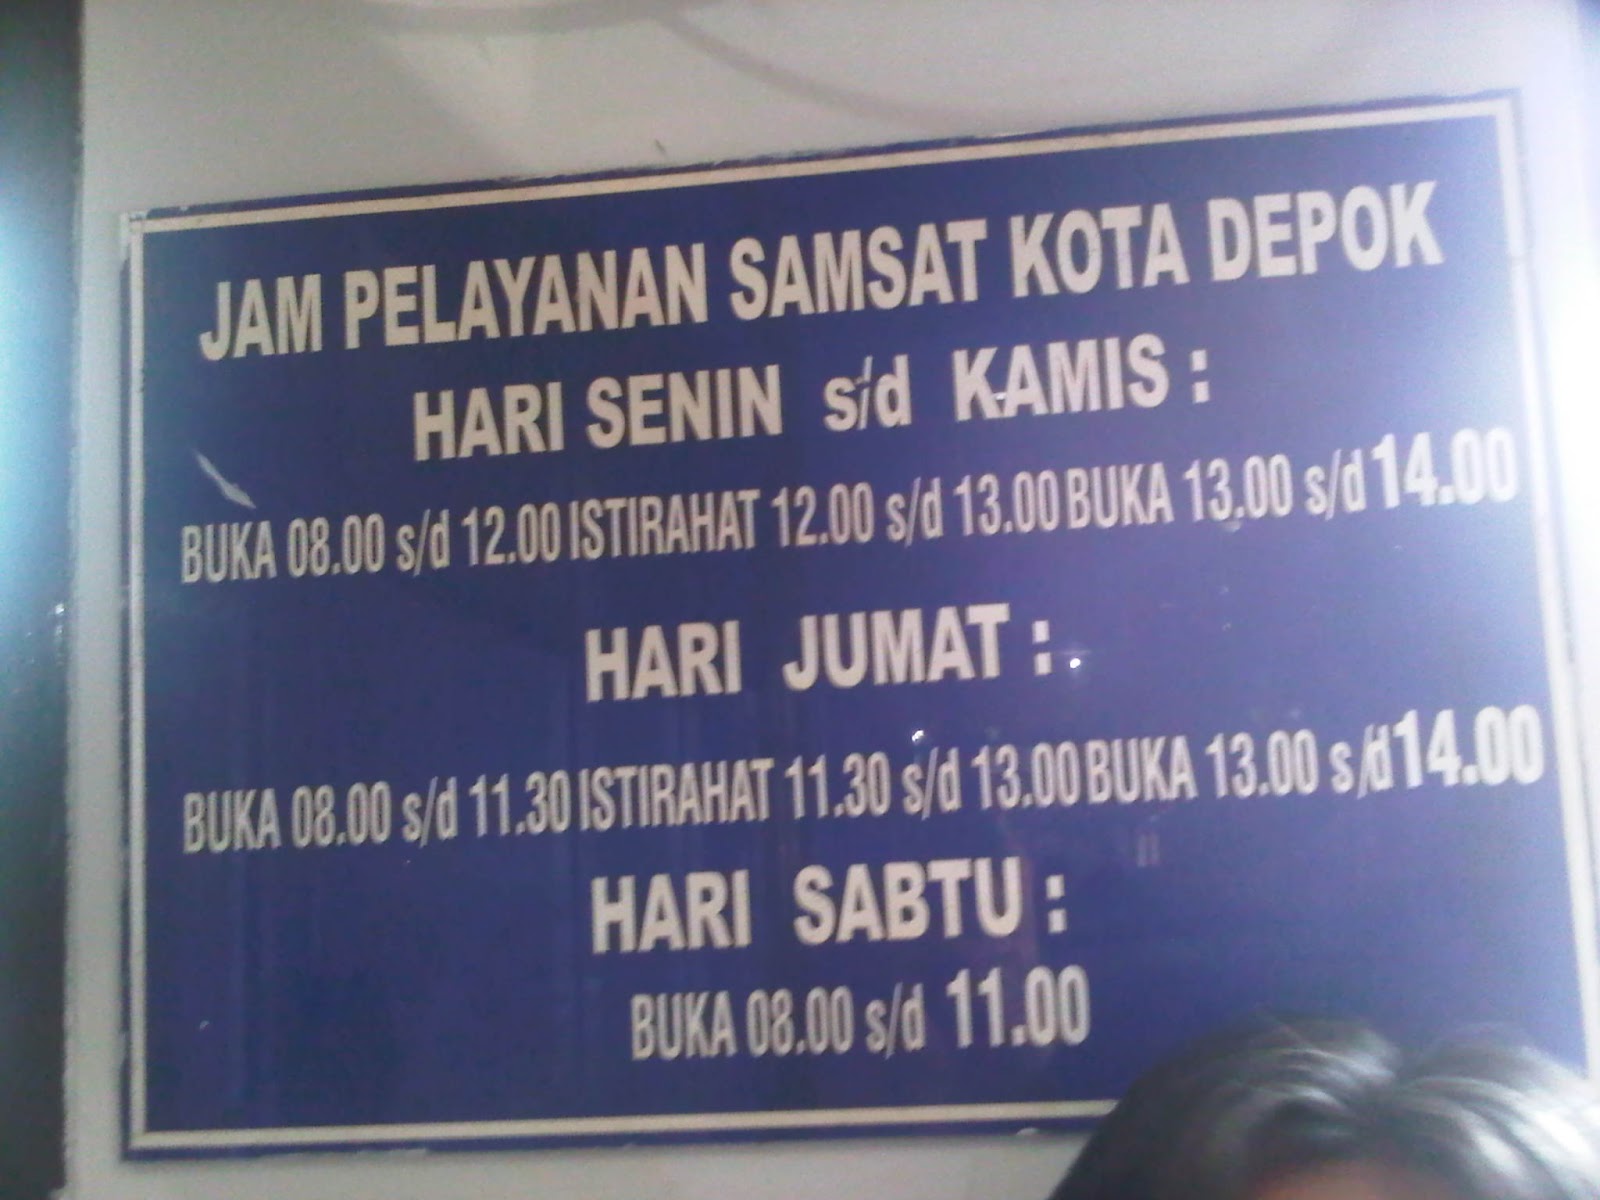 JAM PELAYANAN SAMSAT KOTA DEPOK
HARI SENIN s/d KAMIS :
BUKA 08.00 s/d 12.00 ISTIRAHAT 12.00 s/d 13.00 BUKA 13.00 s/d 14.00
HARI JUMAT :
BUKA 08.00 s/d 11.30 ISTIRAHAT 11.30 s/d 13.00 BUKA 13.00 s/d 14.00
HARI SABTU :
BUKA 08.00 s/d 11.00